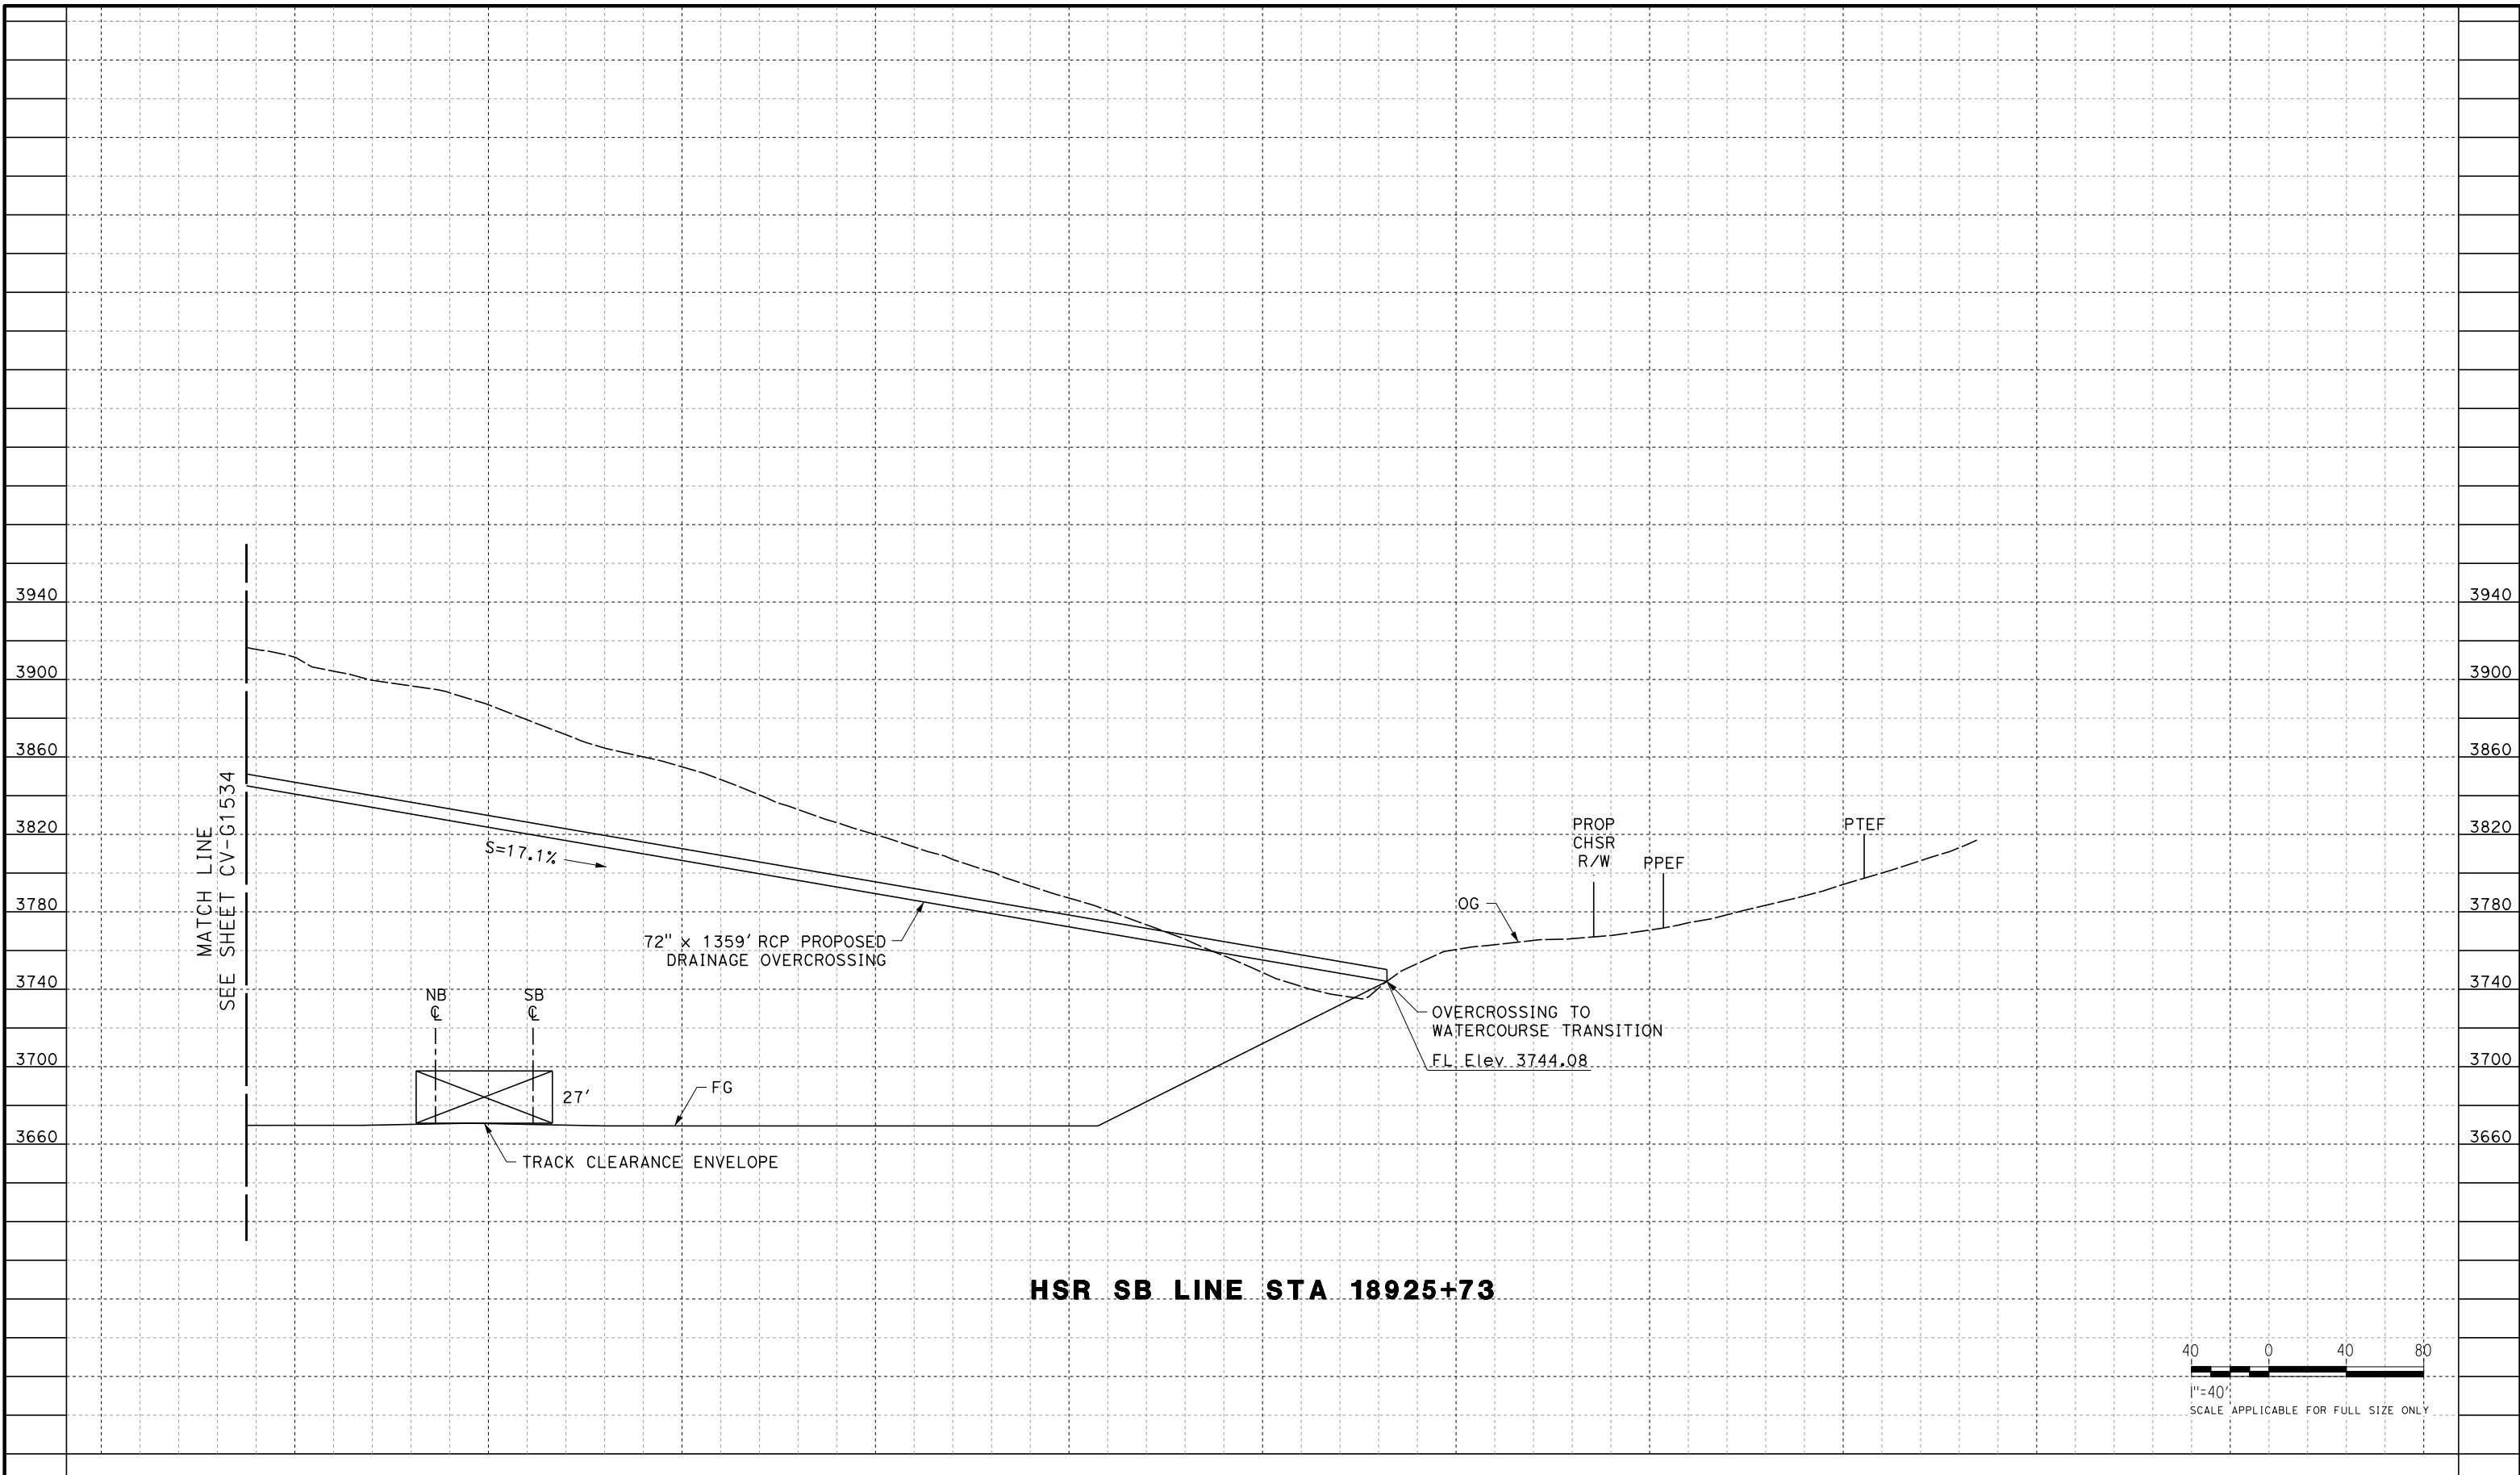 3940
3940
3900
3900
3860
3860
MATCH LINE
SEE SHEET CV-G1534
3820
3820
S=17.1%
PROP
CHSR
R/W
PPEF
PTEF
3780
3780
OG
72" x 1359' RCP PROPOSED
DRAINAGE OVERCROSSING
3740
3740
NB
℄
SB
℄
OVERCROSSING TO
WATERCOURSE TRANSITION
FL Elev 3744.08
3700
3700
27'
FG
3660
3660
TRACK CLEARANCE ENVELOPE
HSR SB LINE STA 18925+73
40 0 40 80
1"=40'
SCALE APPLICABLE FOR FULL SIZE ONLY